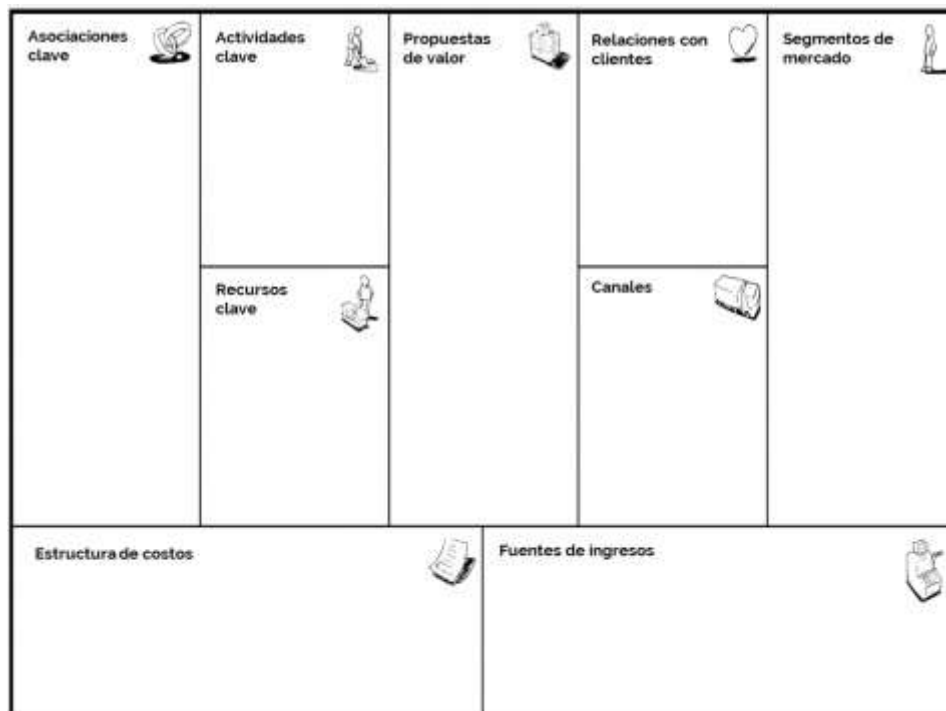 Asociaciones
clave
Actividades
clave
Propuestas
de valor
Relaciones con
clientes
Segmentos de
mercado
Recursos
clave
Canales
Estructura de costos
Fuentes de ingresos